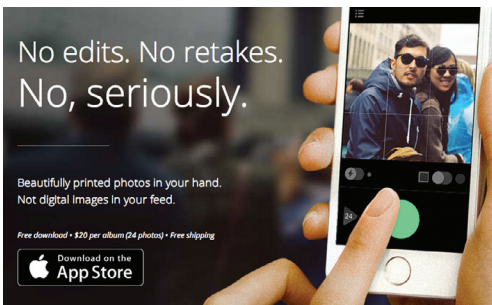 No edits. No retakes.
No, seriously.
Beautifully printed photos in your hand.
Not digital images in your feed.
Free download • $20 per album (24 photos) • Free shipping
Download on the
App Store
24